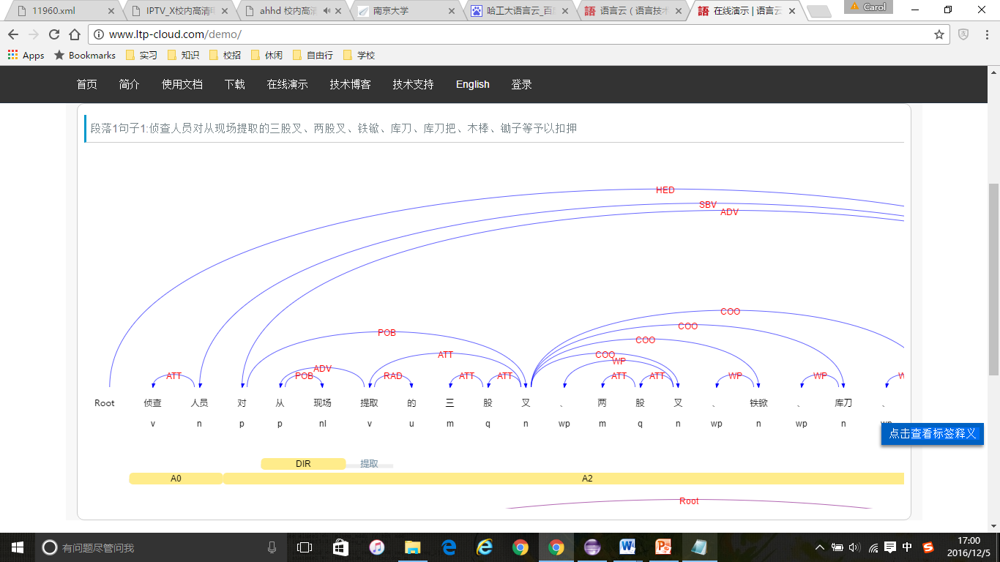 11960.xml
IPTV_X校内高清
ahhd 校内高清
南京大学
哈工大语言云_百
语言云（语言技术
在线演示 | 语言云
Carol
www.ltp-cloud.com/demo/
Apps Bookmarks 实习 知识 校招 休闲 自由行 学校
首页 简介 使用文档 下载 在线演示 技术博客 技术支持 English 登录
段落1句子1:侦查人员对从现场提取的三股叉、两股叉、铁锨、库刀、库刀把、木棒、锄子等予以扣押
HED
SBV
ADV
COO
COO
POB
COO
ATT COO
WP
ADV
ATT POB RAD ATT ATT ATT ATT WP WP
Root 侦查 人员 对 从 现场 提取 的 三 股 叉 、 两 股 叉 、 铁锨 、 库刀 、
v n p p nl v u m q n wp m q n wp n wp n wp
点击查看标签释义
DIR 提取
A0 A2
Root
有问题尽管问我
中
17:00
2016/12/5